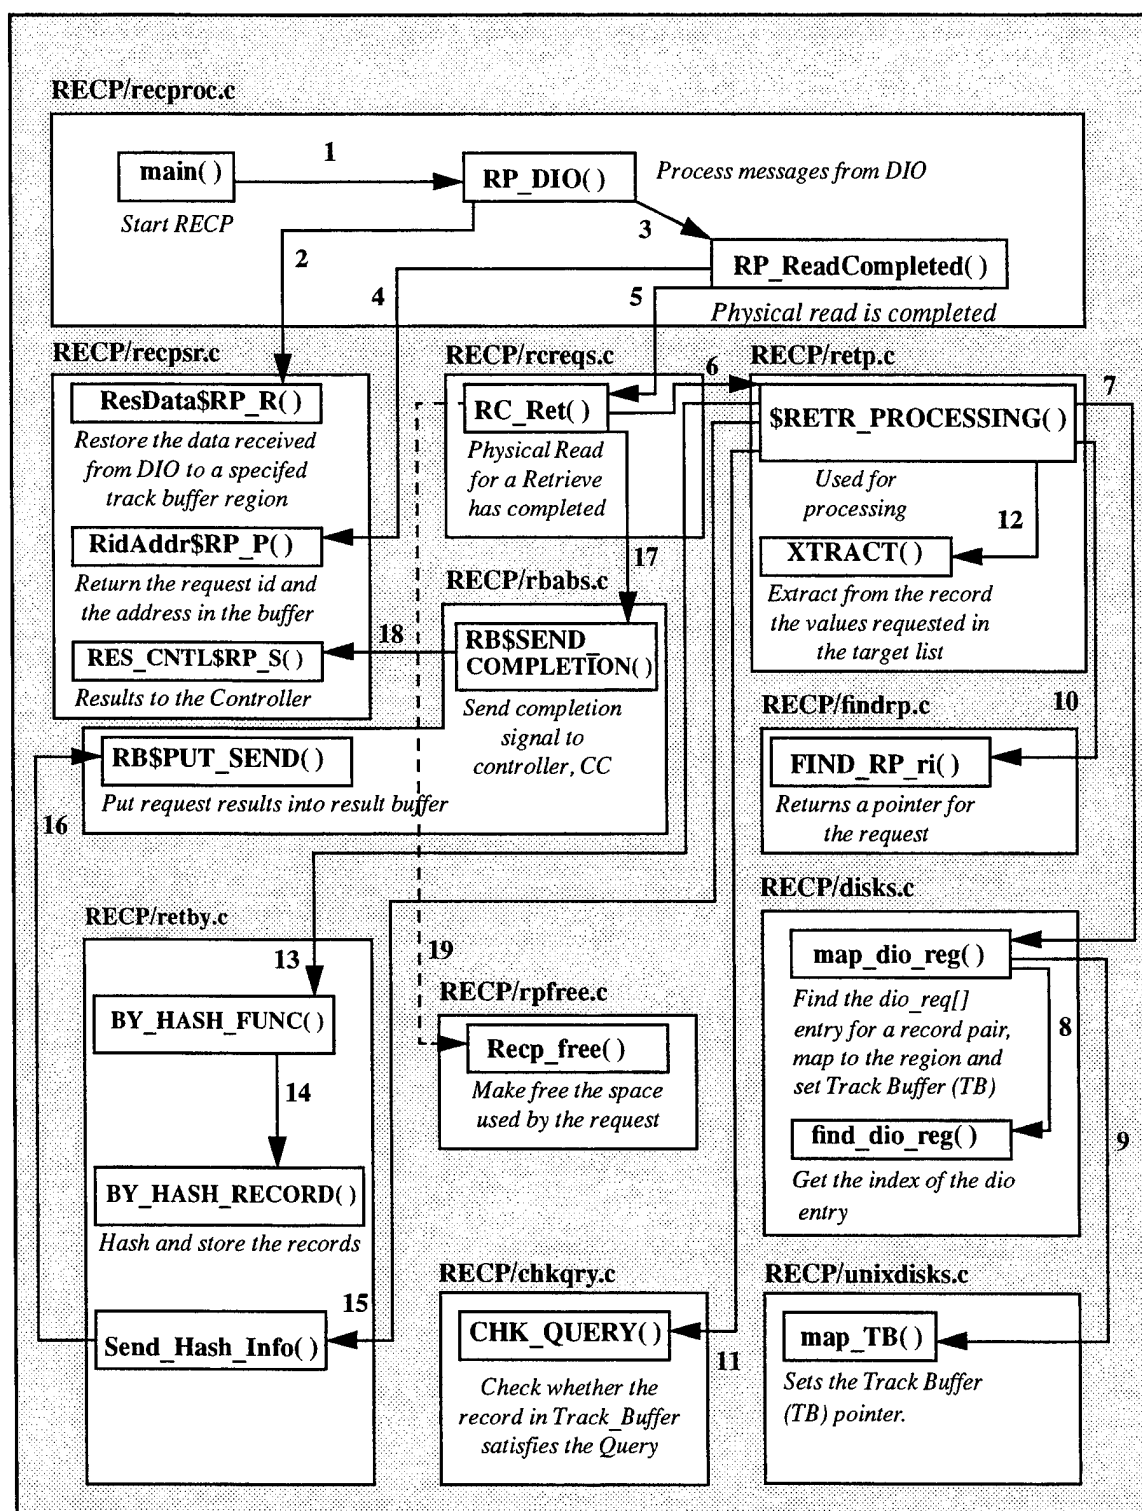 RECP/recproc.c
1
main( )
RP_DIO( )
Process messages from DIO
Start RECP
3
2
RP_ReadCompleted( )
4
5
Physical read is completed
RECP/recpsr.c
RECP/rcreqs.c
RECP/retp.c
6
7
ResData$RP_R( )
RC_Ret( )
$RETR_PROCESSING( )
Restore the data received
from DIO to a specifed
track buffer region
Physical Read
for a Retrieve
has completed
Used for
processing
12
RidAddr$RP_P( )
XTRACT( )
17
Return the request id and
the address in the buffer
RECP/rbabs.c
Extract from the record
the values requested in
the target list
18
RES_CNTL$RP_S( )
RB$SEND_
COMPLETION( )
Results to the Controller
Send completion
signal to
controller, CC
RECP/findrp.c
10
RB$PUT_SEND( )
FIND_RP_ri( )
Put request results into result buffer
Returns a pointer for
the request
16
RECP/disks.c
RECP/retby.c
13
19
map_dio_reg( )
RECP/rpfree.c
BY_HASH_FUNC( )
Find the dio_req[]
entry for a record pair,
map to the region and
set Track Buffer (TB)
8
Recp_free( )
14
Make free the space
used by the request
find_dio_reg( )
9
BY_HASH_RECORD( )
Get the index of the dio
entry
Hash and store the records
RECP/chkqry.c
RECP/unixdisks.c
15
Send_Hash_Info( )
CHK_QUERY( )
map_TB( )
11
Check whether the
record in Track_Buffer
satisfies the Query
Sets the Track Buffer
(TB) pointer.